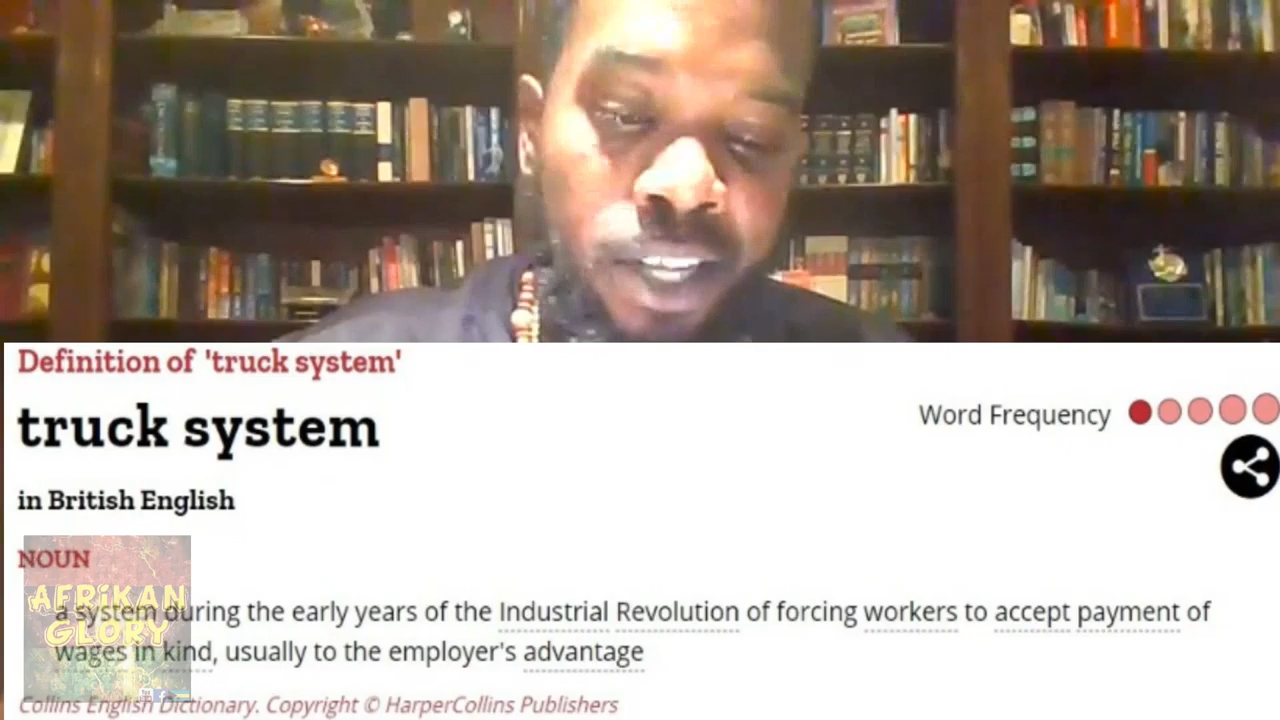 Definition of 'truck system'
truck system
Word Frequency
in British English
NOUN
a system during the early years of the Industrial Revolution of forcing workers to accept payment of
wages in kind, usually to the employer's advantage
AFRiKAN
GLORY
Collins English Dictionary. Copyright © HarperCollins Publishers